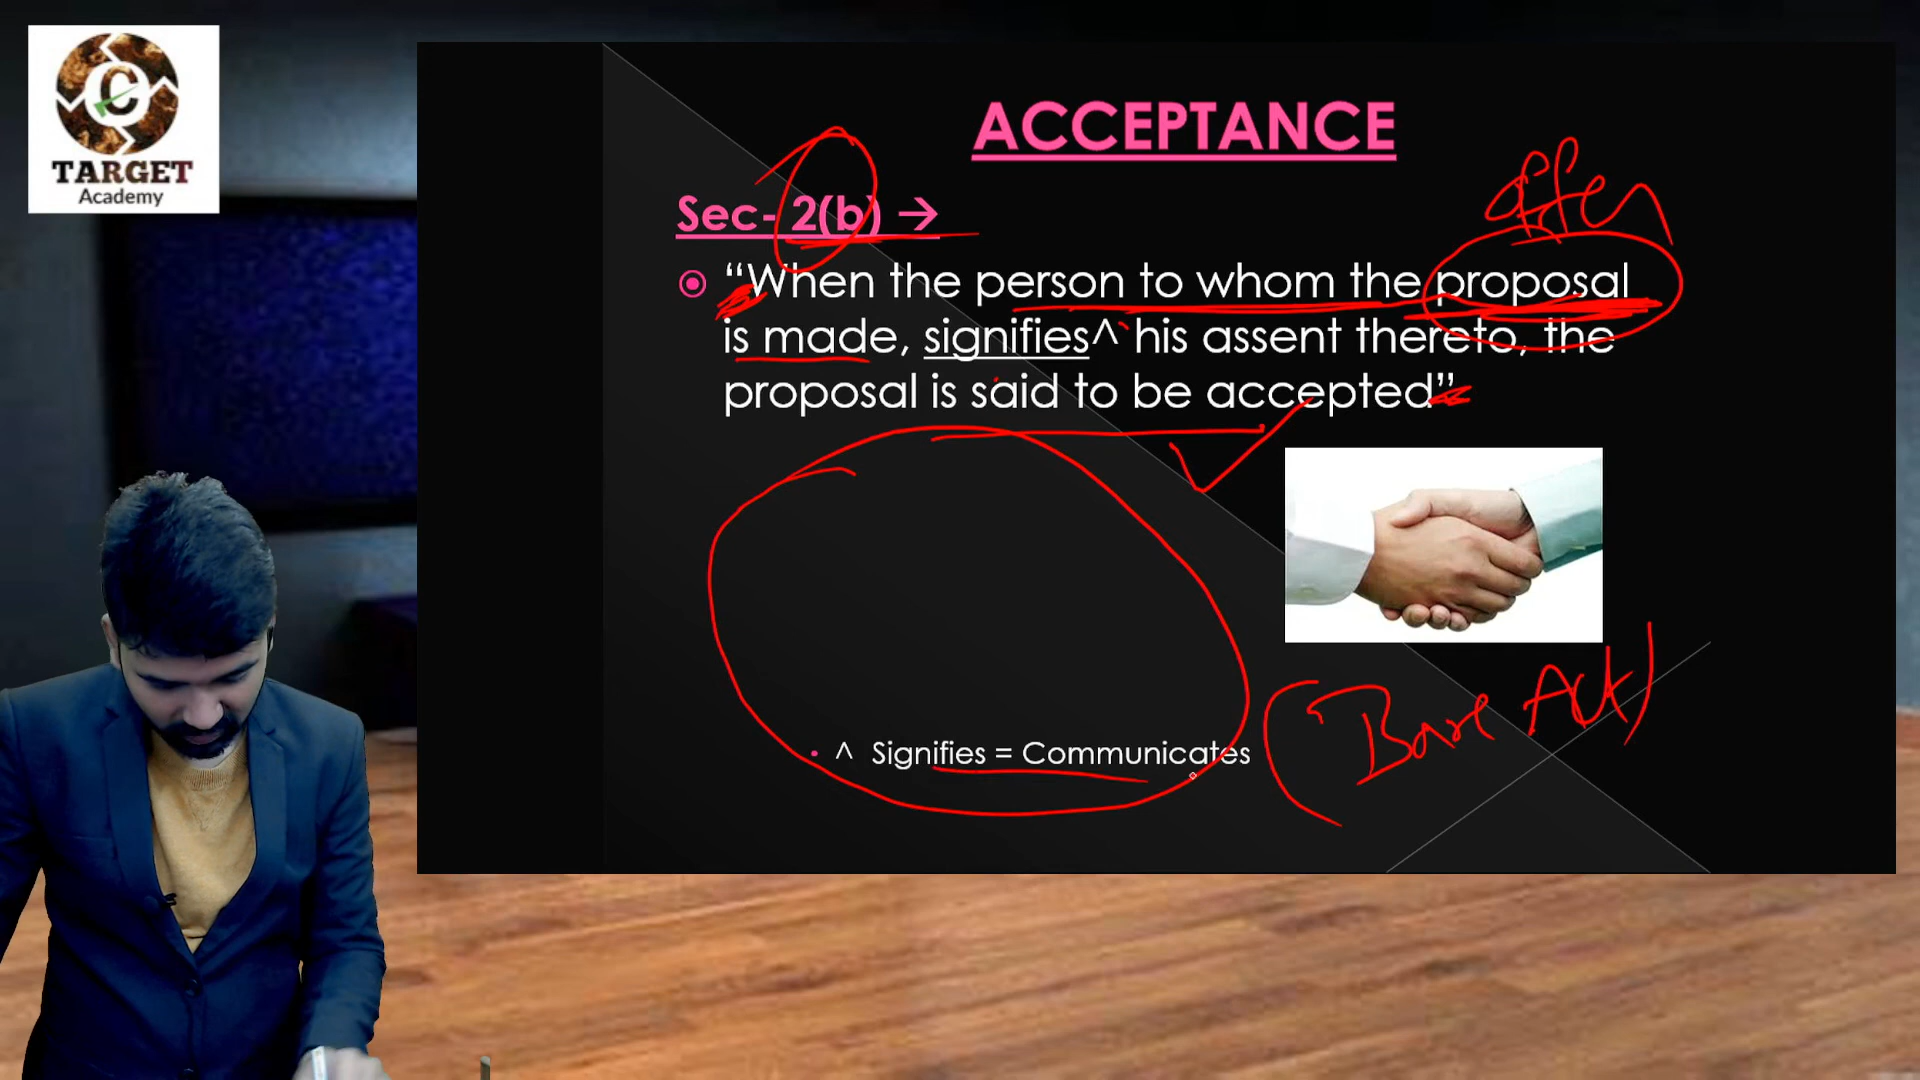 TARGET
Academy
ACCEPTANCE
offer
Sec- 2(b) →
“When the person to whom the proposal
is made, signifies^ his assent thereto, the
proposal is said to be accepted”
(Bare Act)
^ Signifies = Communicates